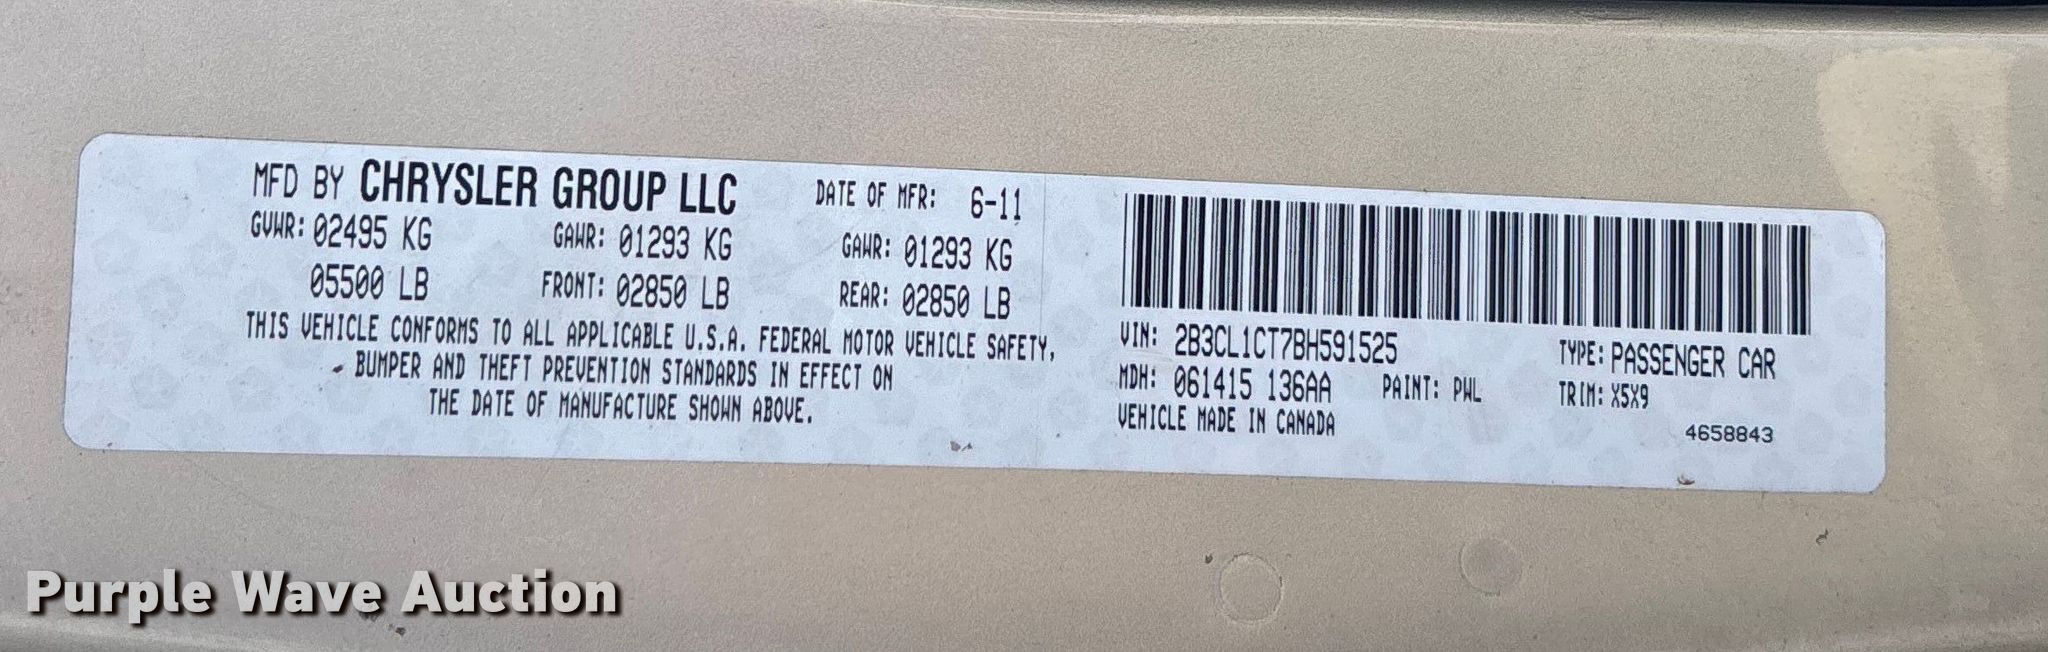 MFD BY CHRYSLER GROUP LLC DATE OF MFR: 6-11
GVWR: 02495 KG GAWR: 01293 KG GAWR: 01293 KG
05500 LB FRONT: 02850 LB REAR: 02850 LB
THIS VEHICLE CONFORMS TO ALL APPLICABLE U.S.A. FEDERAL MOTOR VEHICLE SAFETY,
BUMPER AND THEFT PREVENTION STANDARDS IN EFFECT ON
THE DATE OF MANUFACTURE SHOWN ABOVE.
VIN: 2B3CL1CT7BH591525 TYPE: PASSENGER CAR
MDH: 061415 136AA PAINT: PWL TRIM: X5X9
VEHICLE MADE IN CANADA
4658843
Purple Wave Auction